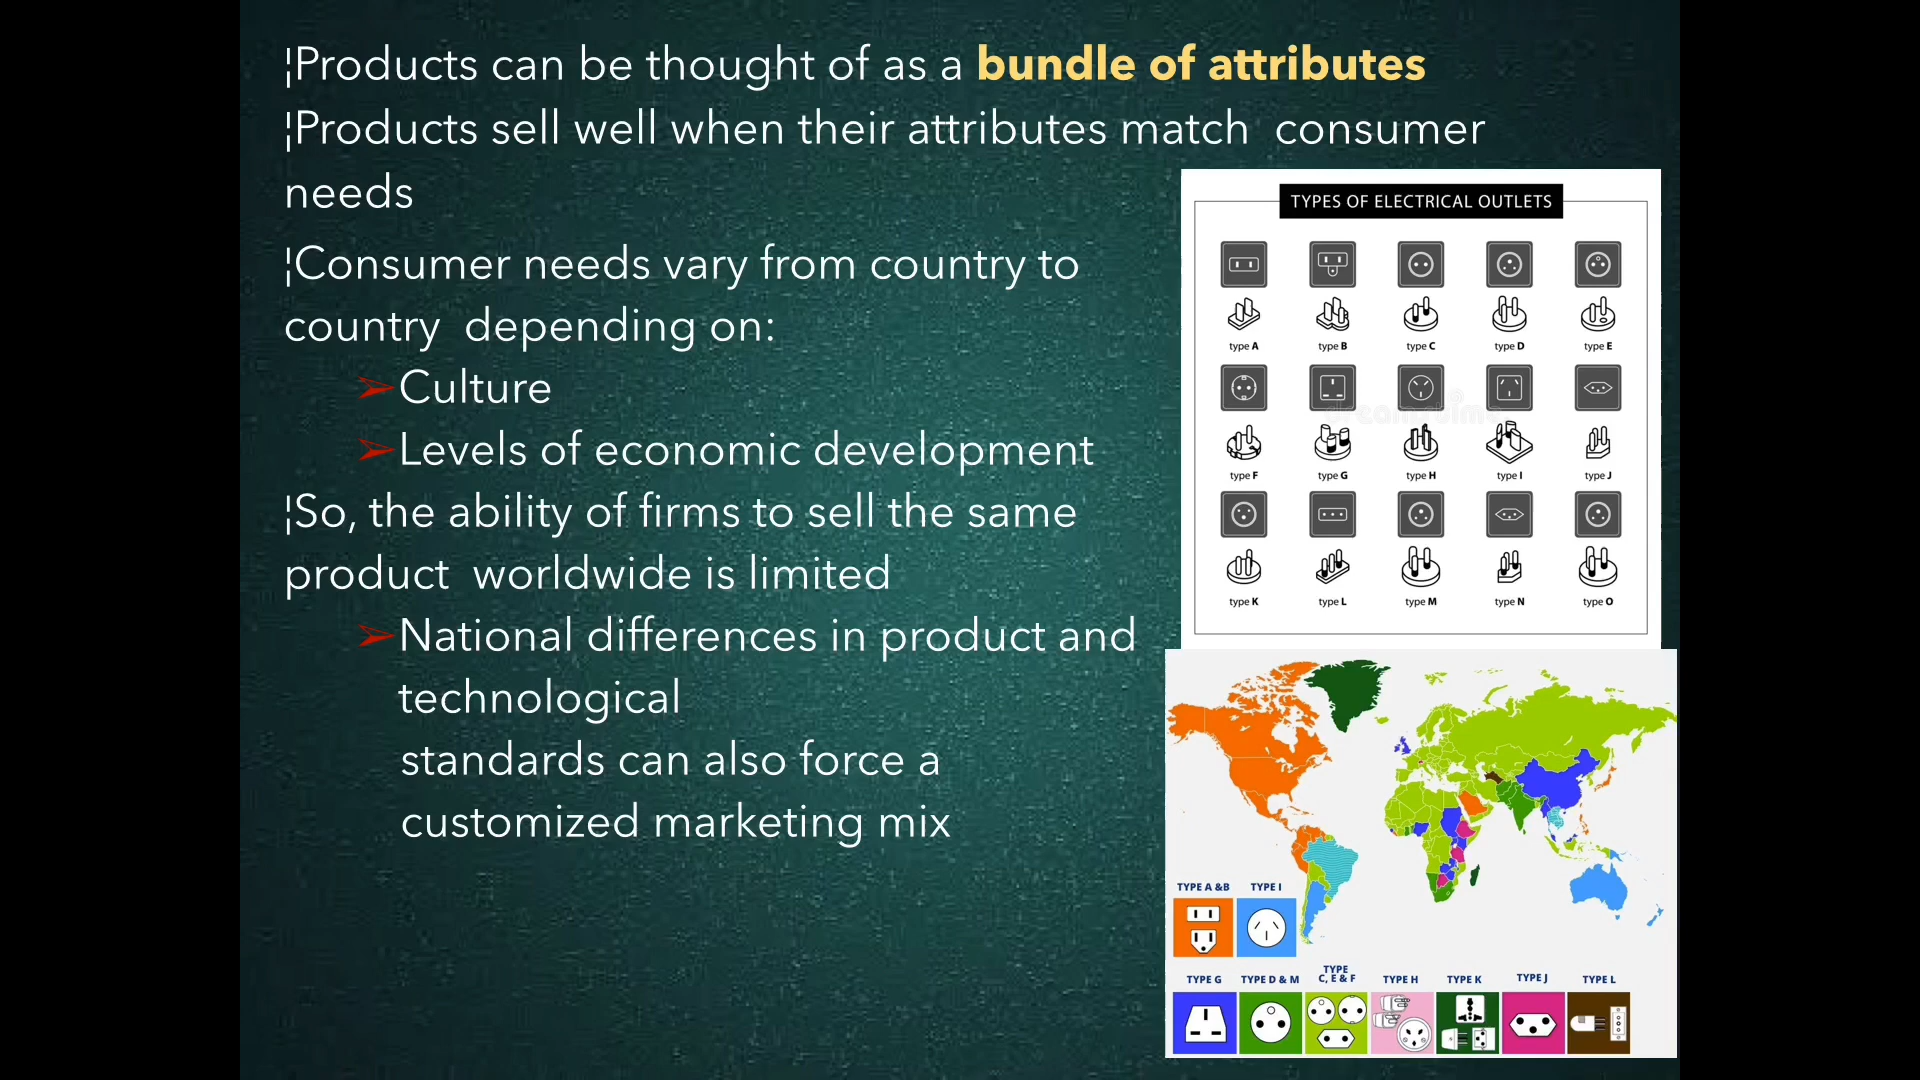 ¦Products can be thought of as a bundle of attributes
¦Products sell well when their attributes match consumer
needs
¦Consumer needs vary from country to
country depending on:
➢Culture
➢Levels of economic development
¦So, the ability of firms to sell the same
product worldwide is limited
➢National differences in product and
technological
standards can also force a
customized marketing mix
TYPES OF ELECTRICAL OUTLETS
type A type B type C type D type E
type F type G type H type I type J
type K type L type M type N type O
dreamstime
TYPE A &B TYPE I
TYPE G TYPE D & M TYPE C, E & F TYPE H TYPE K TYPE J TYPE L